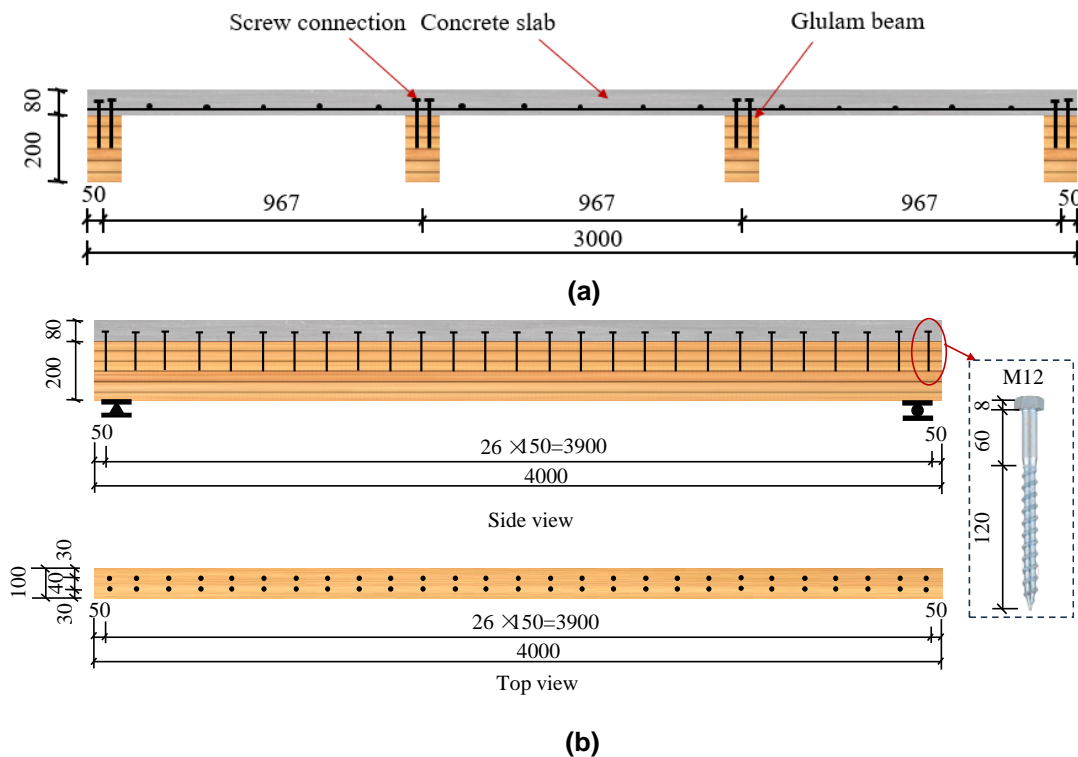 Screw connection Concrete slab Glulam beam
80
200
50 967 967 967 50
3000
(a)
80
200
50 50
26 ×150=3900
4000
Side view
M12
8
60
120
100 30
40
30
50 50
26 ×150=3900
4000
Top view
(b)